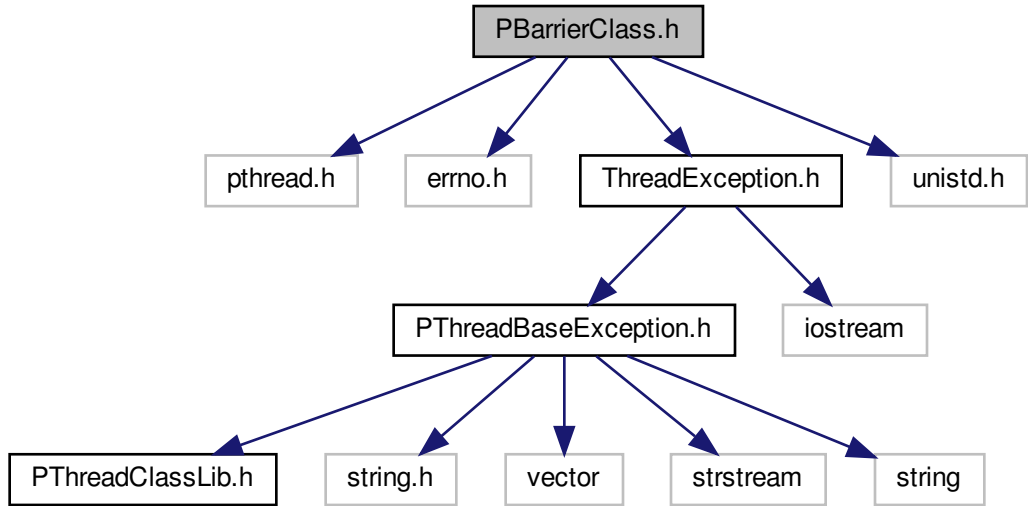 PBarrierClass.h
pthread.h
errno.h
ThreadException.h
unistd.h
PThreadBaseException.h
iostream
PThreadClassLib.h
string.h
vector
strstream
string